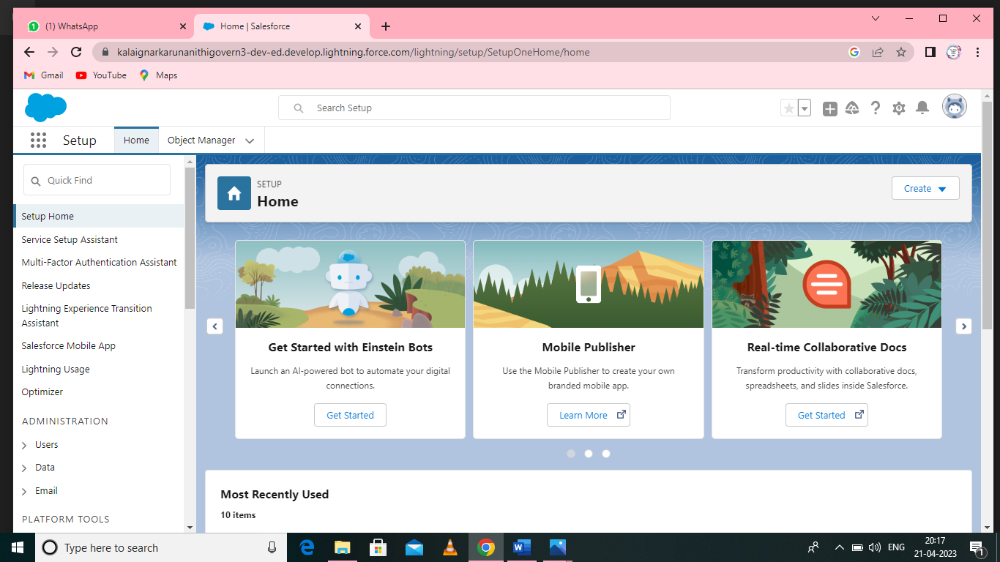 (1) WhatsApp
Home | Salesforce
kalaignarkarunanithigovern3-dev-ed.develop.lightning.force.com/lightning/setup/SetupOneHome/home
Gmail
YouTube
Maps
Search Setup
Setup
Home
Object Manager
Quick Find
Setup Home
Service Setup Assistant
Multi-Factor Authentication Assistant
Release Updates
Lightning Experience Transition
Assistant
Salesforce Mobile App
Lightning Usage
Optimizer
ADMINISTRATION
Users
Data
Email
PLATFORM TOOLS
SETUP
Home
Create
Get Started with Einstein Bots
Launch an AI-powered bot to automate your digital
connections.
Get Started
Mobile Publisher
Use the Mobile Publisher to create your own
branded mobile app.
Learn More
Real-time Collaborative Docs
Transform productivity with collaborative docs,
spreadsheets, and slides inside Salesforce.
Get Started
Most Recently Used
10 items
Type here to search
ENG
20:17
21-04-2023
1